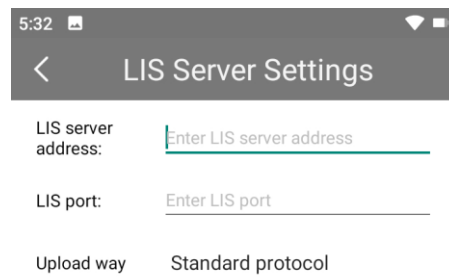 5:32
LIS Server Settings
LIS server address:
Enter LIS server address
LIS port:
Enter LIS port
Upload way
Standard protocol